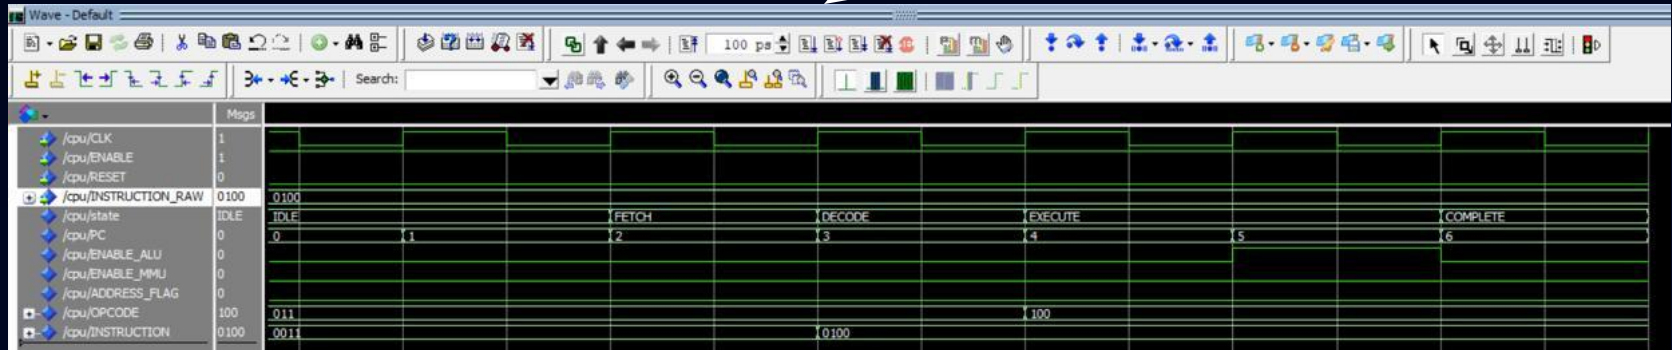 Wave - Default
100 ps
Search:
Msgs
/cpu/CLK 1
/cpu/ENABLE 1
/cpu/RESET 0
/cpu/INSTRUCTION_RAW 0100 0100
/cpu/state IDLE IDLE FETCH DECODE EXECUTE COMPLETE
/cpu/PC 0 0 1 2 3 4 5 6
/cpu/ENABLE_ALU 0
/cpu/ENABLE_MMU 0
/cpu/ADDRESS_FLAG 0
/cpu/OPCODE 100 011 100
/cpu/INSTRUCTION 0100 0011 0100